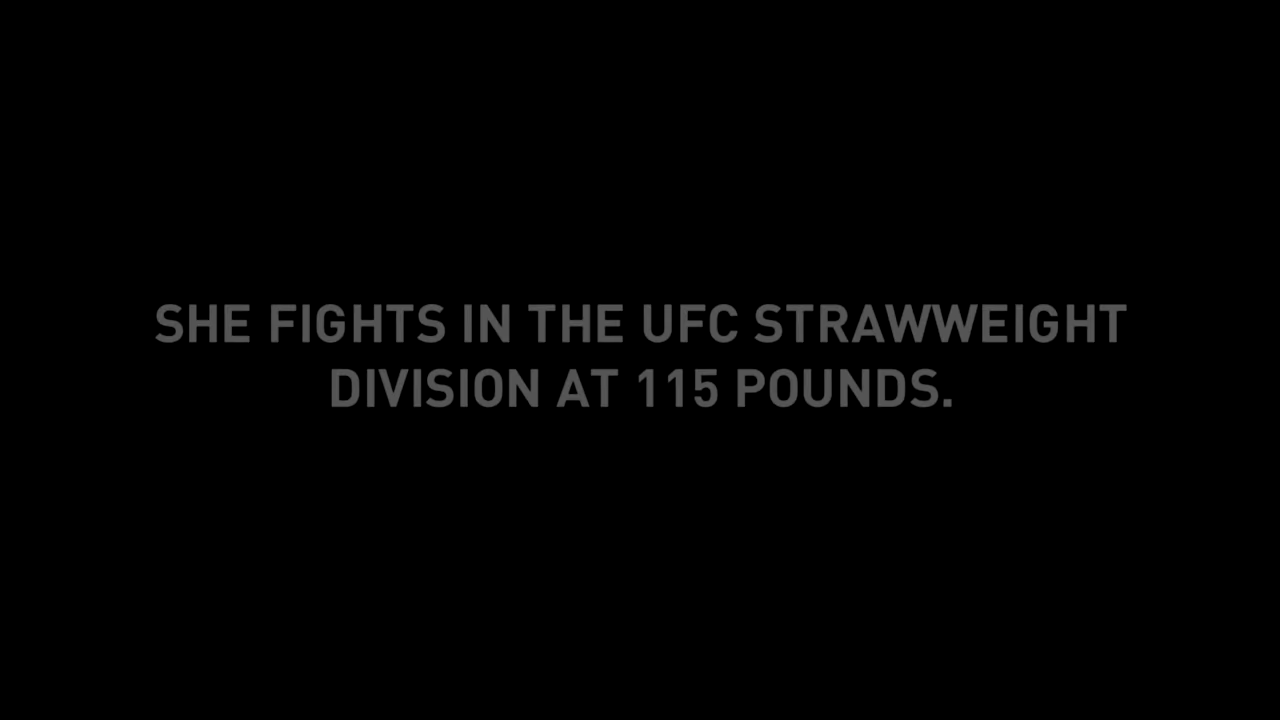 SHE FIGHTS IN THE UFC STRAWWEIGHT
DIVISION AT 115 POUNDS.